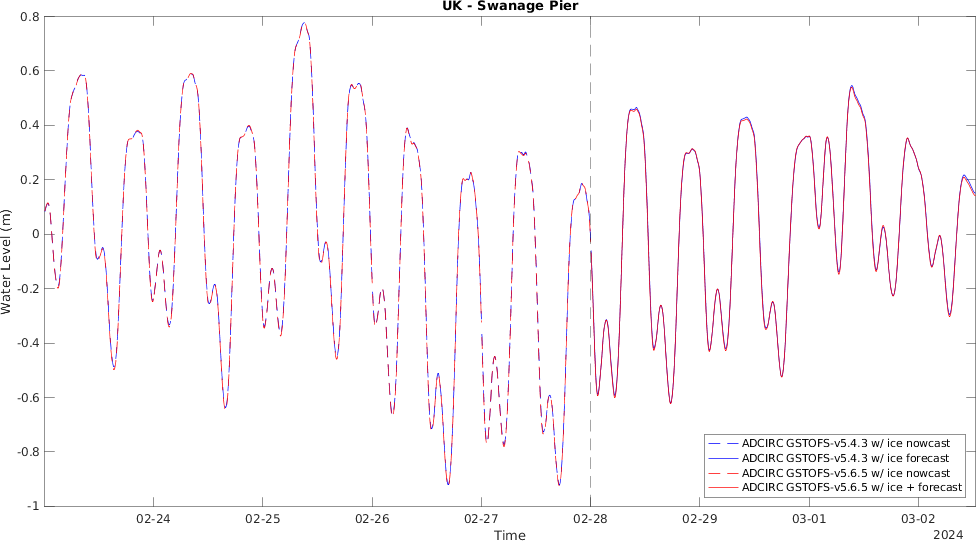 UK - Swanage Pier
0.8
0.6
0.4
0.2
0
-0.2
-0.4
-0.6
-0.8
-1
Water Level (m)
ADCIRC GSTOFS-v5.4.3 w/ ice nowcast
ADCIRC GSTOFS-v5.4.3 w/ ice forecast
ADCIRC GSTOFS-v5.6.5 w/ ice nowcast
ADCIRC GSTOFS-v5.6.5 w/ ice + forecast
02-24 02-25 02-26 02-27 02-28 02-29 03-01 03-02
Time
2024